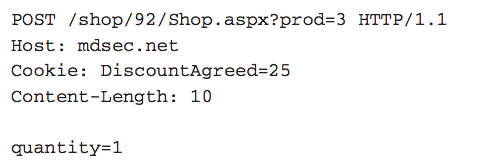 POST /shop/92/Shop.aspx?prod=3 HTTP/1.1
Host: mdsec.net
Cookie: DiscountAgreed=25
Content-Length: 10
quantity=1